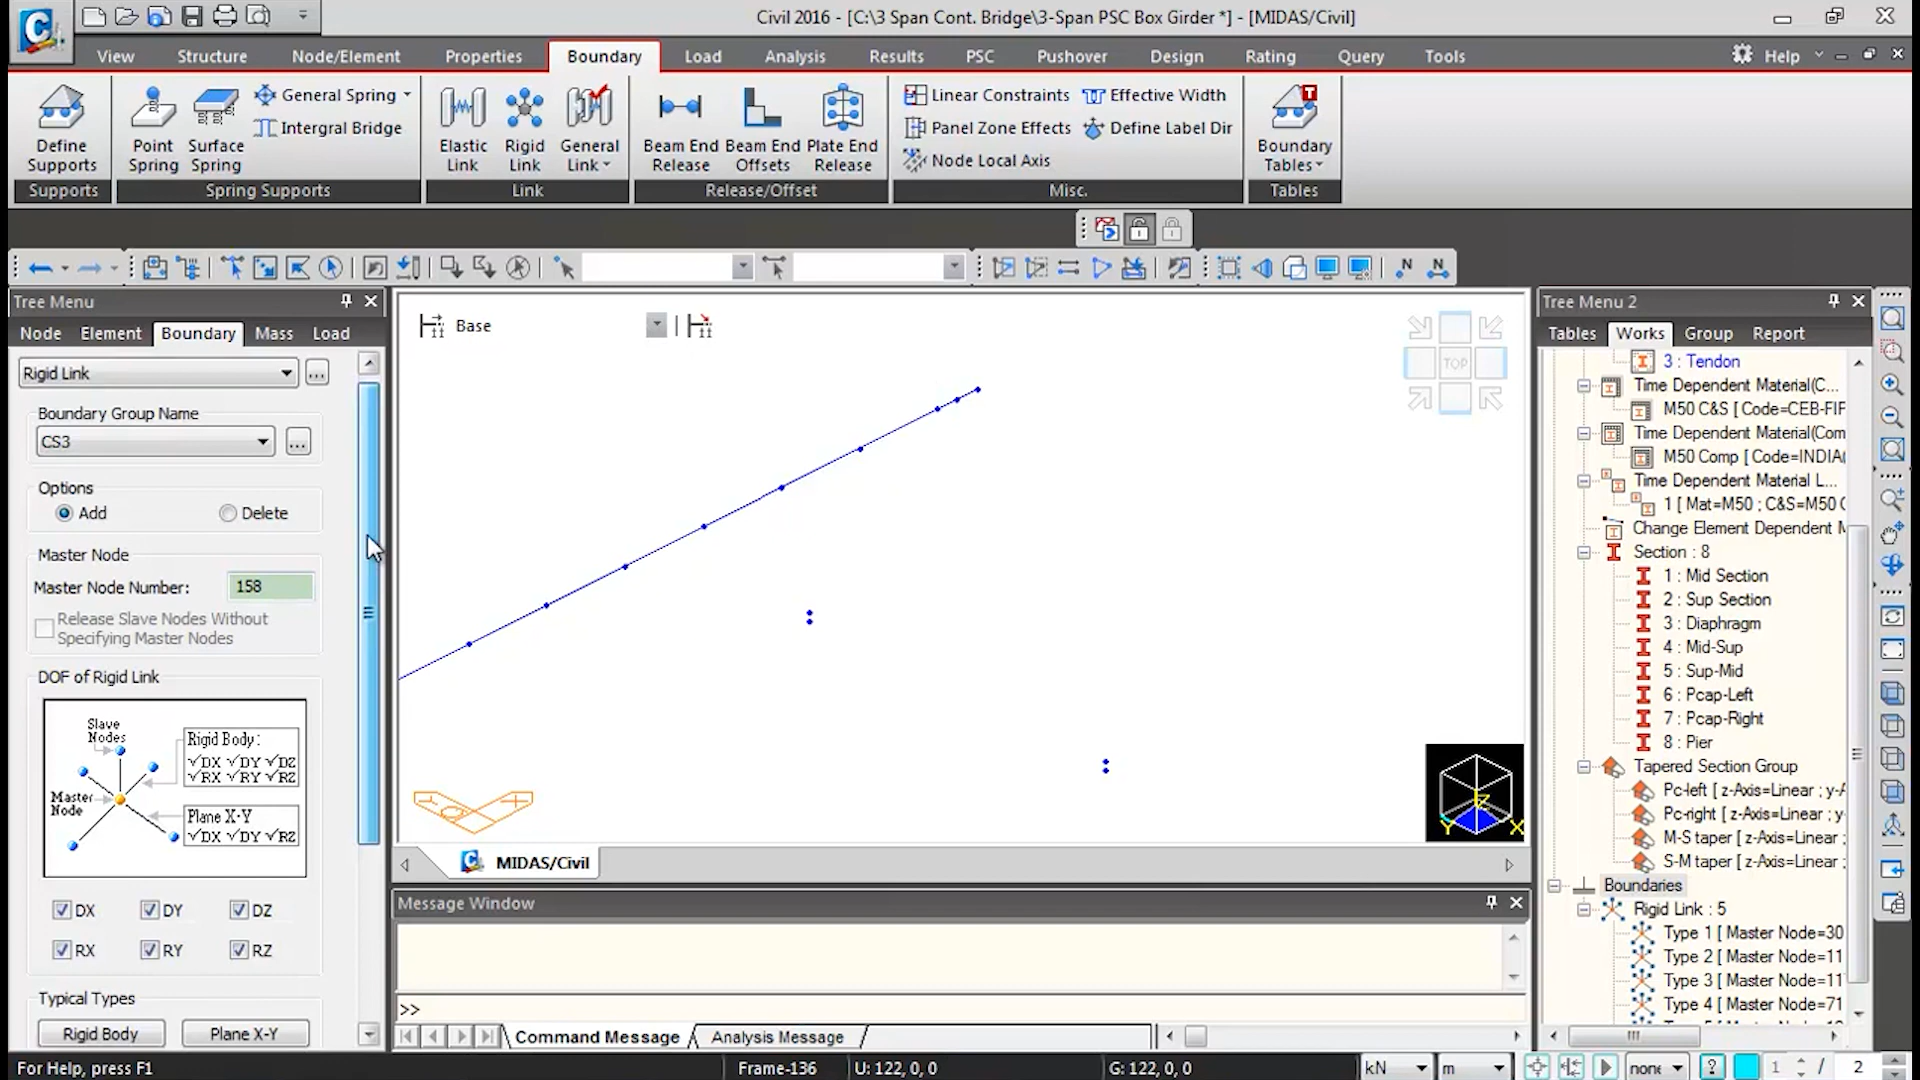 Civil 2016 - [C:\3 Span Cont. Bridge\3-Span PSC Box Girder *] - [MIDAS/Civil]
View Structure Node/Element Properties Boundary Load Analysis Results PSC Pushover Design Rating Query Tools Help
Define Supports
Supports
Point Spring
Surface Spring
General Spring
Intergral Bridge
Spring Supports
Elastic Link
Rigid Link
General Link
Link
Beam End Release
Beam End Offsets
Plate End Release
Release/Offset
Linear Constraints
Effective Width
Panel Zone Effects
Define Label Dir
Node Local Axis
Misc.
Boundary Tables
Tables
N N
Tree Menu
Node Element Boundary Mass Load
Rigid Link
...
Boundary Group Name
CS3
...
Options
Add Delete
Master Node
Master Node Number: 158
Release Slave Nodes Without
Specifying Master Nodes
DOF of Rigid Link
Slave
Nodes
Rigid Body:
√DX √DY √DZ
√RX √RY √RZ
Master
Node
Plane X-Y
√DX √DY √RZ
DX DY DZ
RX RY RZ
Typical Types
Rigid Body Plane X-Y
Base
TOP
Z
Y X
MIDAS/Civil
Message Window
>>
Command Message Analysis Message
Tree Menu 2
Tables Works Group Report
3 : Tendon
Time Dependent Material(C...
M50 C&S [ Code=CEB-FIF
Time Dependent Material(Com
M50 Comp [ Code=INDIA(
Time Dependent Material L...
1 [ Mat=M50 ; C&S=M50 C
Change Element Dependent M
Section : 8
1 : Mid Section
2 : Sup Section
3 : Diaphragm
4 : Mid-Sup
5 : Sup-Mid
6 : Pcap-Left
7 : Pcap-Right
8 : Pier
Tapered Section Group
Pc-left [ z-Axis=Linear ; y-A
Pc-right [ z-Axis=Linear ; y-
M-S taper [ z-Axis=Linear ;
S-M taper [ z-Axis=Linear ;
Boundaries
Rigid Link : 5
Type 1 [ Master Node=30
Type 2 [ Master Node=11
Type 3 [ Master Node=11
Type 4 [ Master Node=71
For Help, press F1
Frame-136
U: 122, 0, 0
G: 122, 0, 0
kN
m
none
?
1 / 2